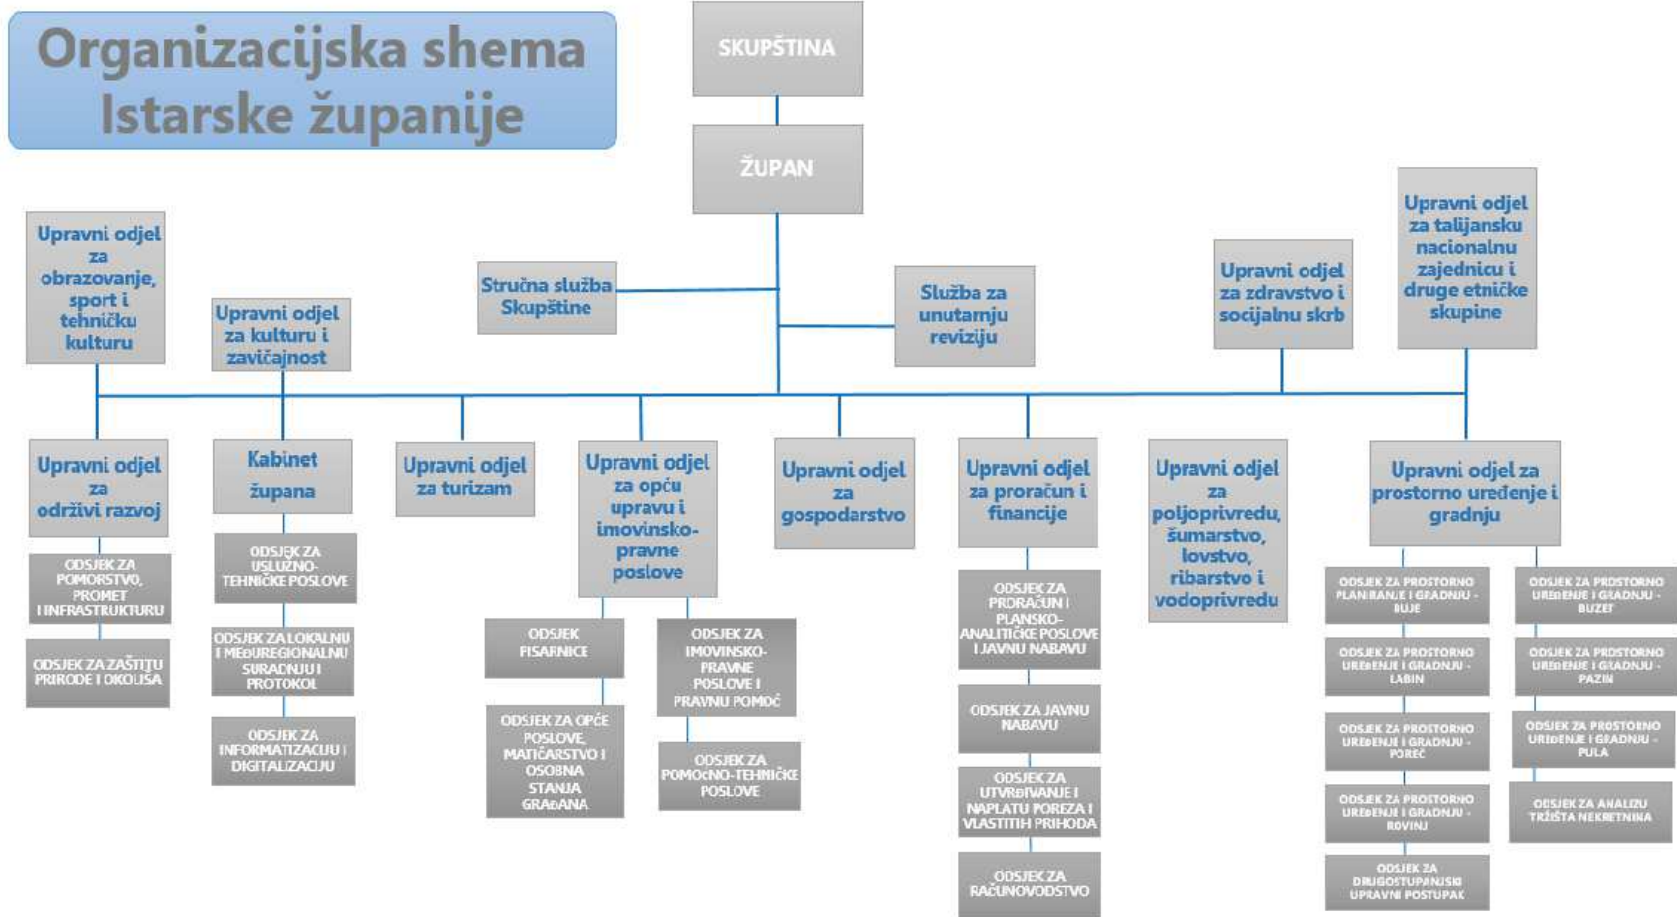 Organizacijska shema
Istarske županije
SKUPŠTINA
ŽUPAN
Upravni odjel
za
obrazovanje,
sport i
tehničku
kulturu
Upravni odjel
za kulturu i
zavičajnost
Stručna služba
Skupštine
Služba za
unutarnju
reviziju
Upravni odjel
za zdravstvo i
socijalnu skrb
Upravni odjel
za talijansku
nacionalnu
zajednicu i
druge etničke
skupine
Upravni odjel
za
održivi razvoj
ODSJEK ZA
POMORSTVO,
PROMET
I INFRASTRUKTURU
ODSJEK ZA ZAŠTITU
PRIRODE I OKOLIŠA
Kabinet
župana
ODSJEK ZA
USLUŽNO-
TEHNIČKE POSLOVE
ODSJEK ZA LOKALNU
I MEĐUREGIONALNU
SURADNJU I
PROTOKOL
ODSJEK ZA
INFORMATIZACIJU I
DIGITALIZACIJU
Upravni odjel
za turizam
Upravni odjel
za opću
upravu i
imovinsko-
pravne
poslove
ODSJEK
PISARNICE
ODSJEK ZA OPĆE
POSLOVE,
MATIČARSTVO I
OSOBNA
STANJA
GRAĐANA
ODSJEK ZA
IMOVINSKO-
PRAVNE
POSLOVE I
PRAVNU POMOĆ
ODSJEK ZA
POMOĆNO-TEHNIČKE
POSLOVE
Upravni odjel
za
gospodarstvo
Upravni odjel
za proračun i
financije
ODSJEK ZA
PRORAČUN I
PLANSKO-
ANALITIČKE POSLOVE
I JAVNU NABAVU
ODSJEK ZA JAVNU
NABAVU
ODSJEK ZA
UTVRĐIVANJE I
NAPLATU POREZA I
VLASTITIH PRIHODA
ODSJEK ZA
RAČUNOVODSTVO
Upravni odjel
za
poljoprivredu,
šumarstvo,
lovstvo,
ribarstvo i
vodoprivredu
Upravni odjel za
prostorno uređenje i
gradnju
ODSJEK ZA PROSTORNO
PLANIRANJE I GRADNJU -
BUJE
ODSJEK ZA PROSTORNO
UREĐENJE I GRADNJU -
LABIN
ODSJEK ZA PROSTORNO
UREĐENJE I GRADNJU -
POREČ
ODSJEK ZA PROSTORNO
UREĐENJE I GRADNJU -
ROVINJ
ODSJEK ZA
DRUGOSTUPANJSKI
UPRAVNI POSTUPAK
ODSJEK ZA PROSTORNO
UREĐENJE I GRADNJU -
BUZET
ODSJEK ZA PROSTORNO
UREĐENJE I GRADNJU -
PAZIN
ODSJEK ZA PROSTORNO
UREĐENJE I GRADNJU -
PULA
ODSJEK ZA ANALIZU
TRŽIŠTA NEKRETNINA